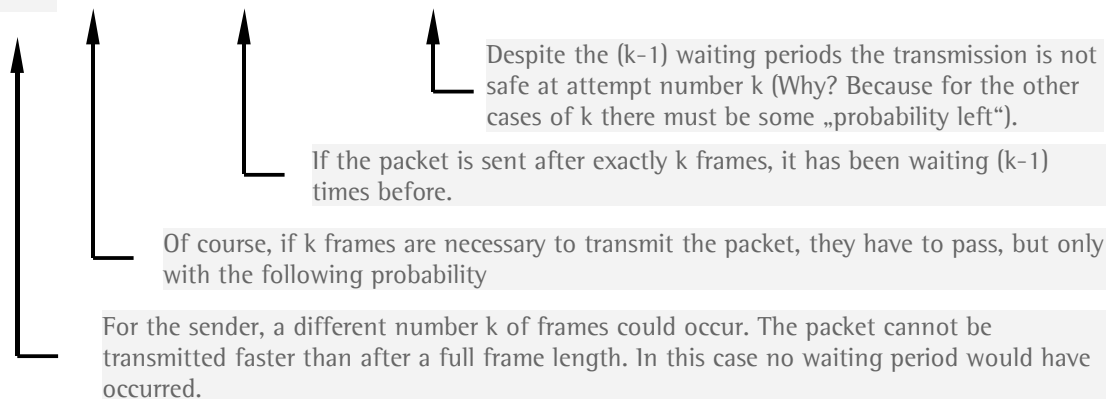 Despite the (k-1) waiting periods the transmission is not
safe at attempt number k (Why? Because for the other
cases of k there must be some „probability left“).
If the packet is sent after exactly k frames, it has been waiting (k-1)
times before.
Of course, if k frames are necessary to transmit the packet, they have to pass, but only
with the following probability
For the sender, a different number k of frames could occur. The packet cannot be
transmitted faster than after a full frame length. In this case no waiting period would have
occurred.